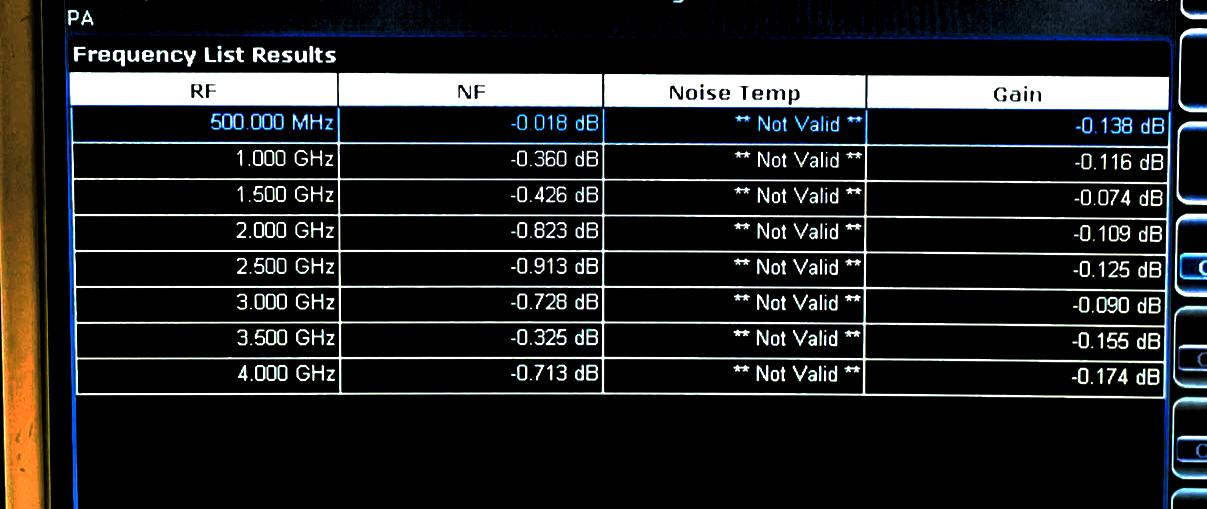 PA
Frequency List Results
RF NF Noise Temp Gain
500.000 MHz -0.018 dB ** Not Valid ** -0.138 dB
1.000 GHz -0.360 dB ** Not Valid ** -0.116 dB
1.500 GHz -0.426 dB ** Not Valid ** -0.074 dB
2.000 GHz -0.823 dB ** Not Valid ** -0.109 dB
2.500 GHz -0.913 dB ** Not Valid ** -0.125 dB
3.000 GHz -0.728 dB ** Not Valid ** -0.090 dB
3.500 GHz -0.325 dB ** Not Valid ** -0.155 dB
4.000 GHz -0.713 dB ** Not Valid ** -0.174 dB